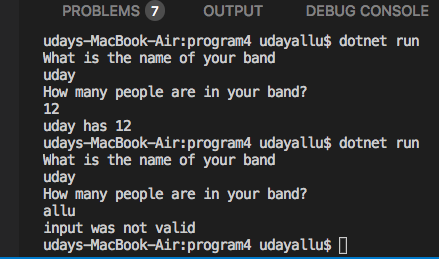 PROBLEMS 7 OUTPUT DEBUG CONSOLE
udays-MacBook-Air:program4 udayallu$ dotnet run
What is the name of your band
uday
How many people are in your band?
12
uday has 12
udays-MacBook-Air:program4 udayallu$ dotnet run
What is the name of your band
uday
How many people are in your band?
allu
input was not valid
udays-MacBook-Air:program4 udayallu$